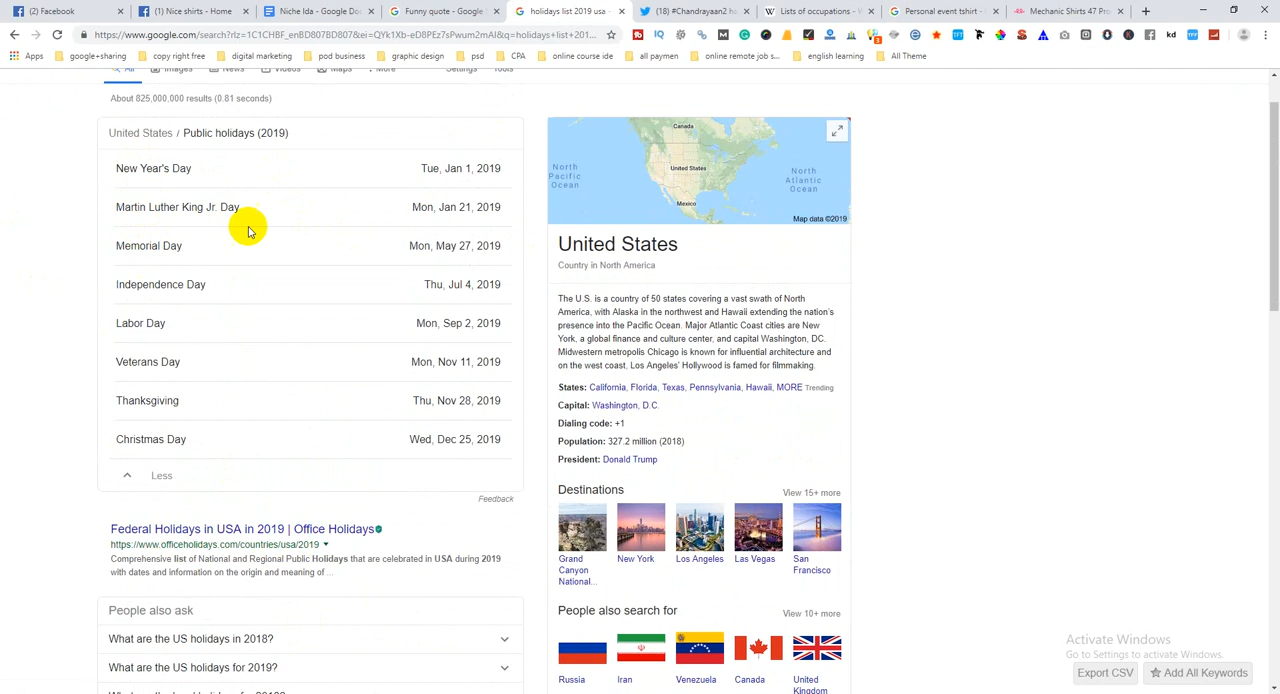 (2) Facebook
(1) Nice shirts - Home
Niche Ida - Google Doc
Funny quote - Google S
holidays list 2019 usa -
(18) #Chandrayaan2 ha
Lists of occupations - W
Personal event tshirt - G
Mechanic Shirts 47 Pro
https://www.google.com/search?rlz=1C1CHBF_enBD807BD807&ei=QYk1Xb-eD8fEz7sPwum2mAI&q=holidays+list+201...
Apps
google+sharing
copy right free
digital marketing
pod business
graphic design
psd
CPA
online course ide
all paymen
online remote job s...
english learning
All Theme
All
Images
News
Videos
Maps
More
Settings
Tools
About 825,000,000 results (0.81 seconds)
United States / Public holidays (2019)
New Year's Day Tue, Jan 1, 2019
Martin Luther King Jr. Day Mon, Jan 21, 2019
Memorial Day Mon, May 27, 2019
Independence Day Thu, Jul 4, 2019
Labor Day Mon, Sep 2, 2019
Veterans Day Mon, Nov 11, 2019
Thanksgiving Thu, Nov 28, 2019
Christmas Day Wed, Dec 25, 2019
Less
Feedback
Federal Holidays in USA in 2019 | Office Holidays
https://www.officeholidays.com/countries/usa/2019
Comprehensive list of National and Regional Public Holidays that are celebrated in USA during 2019
with dates and information on the origin and meaning of ...
People also ask
What are the US holidays in 2018?
What are the US holidays for 2019?
Canada
North
Pacific
Ocean
United States
North
Atlantic
Ocean
Mexico
Map data ©2019
United States
Country in North America
The U.S. is a country of 50 states covering a vast swath of North
America, with Alaska in the northwest and Hawaii extending the nation's
presence into the Pacific Ocean. Major Atlantic Coast cities are New
York, a global finance and culture center, and capital Washington, DC.
Midwestern metropolis Chicago is known for influential architecture and
on the west coast, Los Angeles' Hollywood is famed for filmmaking.
States: California, Florida, Texas, Pennsylvania, Hawaii, MORE Trending
Capital: Washington, D.C.
Dialing code: +1
Population: 327.2 million (2018)
President: Donald Trump
Destinations View 15+ more
Grand
Canyon
National...
New York
Los Angeles
Las Vegas
San
Francisco
People also search for View 10+ more
Russia
Iran
Venezuela
Canada
United
Kingdom
Activate Windows
Go to Settings to activate Windows.
Export CSV
Add All Keywords